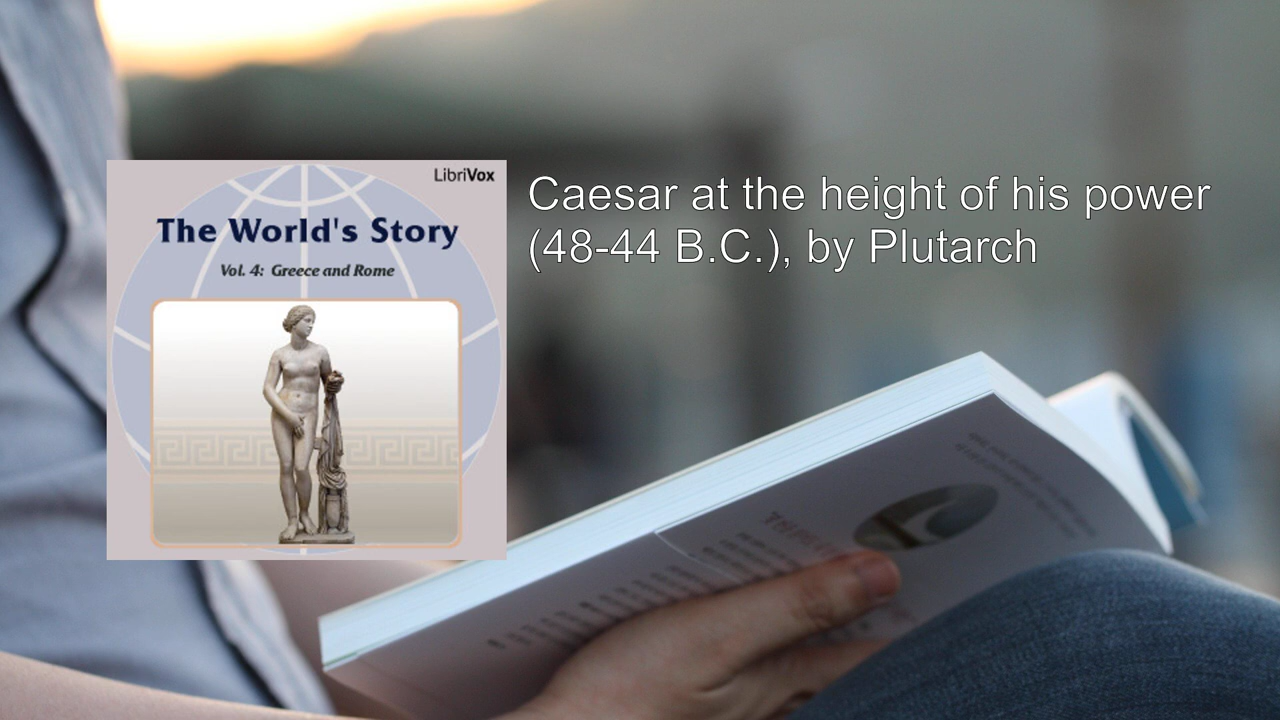 LibriVox
The World's Story
Vol. 4: Greece and Rome
Caesar at the height of his power
(48-44 B.C.), by Plutarch